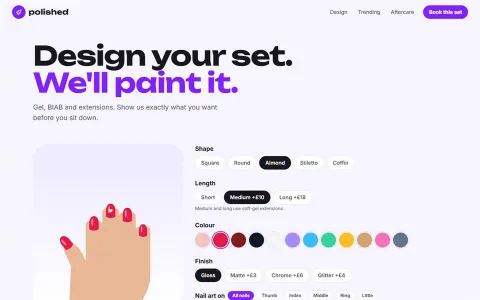 polished
Design
Trending
Aftercare
Book this set
Design your set.
We'll paint it.
Gel, BIAB and extensions. Show us exactly what you want
before you sit down.
Shape
Square
Round
Almond
Stiletto
Coffin
Length
Short
Medium +£10
Long +£18
Medium and long use soft-gel extensions.
Colour
Finish
Gloss
Matte +£3
Chrome +£6
Glitter +£4
Nail art on
All nails
Thumb
Index
Middle
Ring
Little